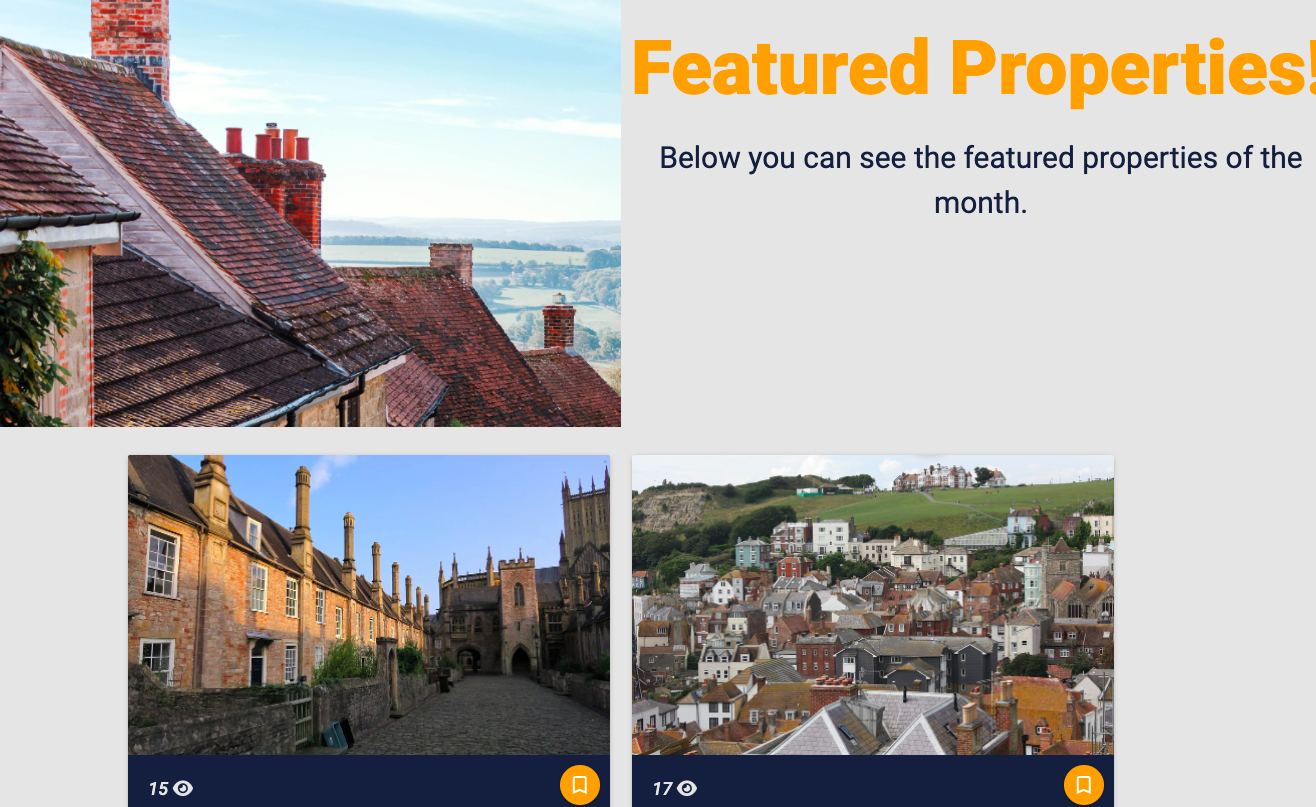 Featured Properties!
Below you can see the featured properties of the
month.
15
17